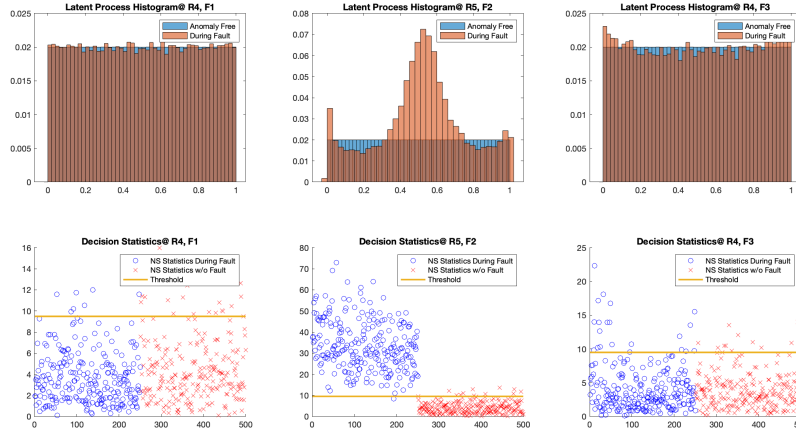 Latent Process Histogram@ R4, F1
0.025
0.02
0.015
0.01
0.005
0
0 0.2 0.4 0.6 0.8 1
Anomaly Free
During Fault
Latent Process Histogram@ R5, F2
0.08
0.07
0.06
0.05
0.04
0.03
0.02
0.01
0
0 0.2 0.4 0.6 0.8 1
Anomaly Free
During Fault
Latent Process Histogram@ R4, F3
0.025
0.02
0.015
0.01
0.005
0
0 0.2 0.4 0.6 0.8 1
Anomaly Free
During Fault
Decision Statistics@ R4, F1
16
14
12
10
8
6
4
2
0
0 100 200 300 400 500
NS Statistics During Fault
NS Statistics w/o Fault
Threshold
Decision Statistics@ R5, F2
80
70
60
50
40
30
20
10
0
0 100 200 300 400 500
NS Statistics During Fault
NS Statistics w/o Fault
Threshold
Decision Statistics@ R4, F3
25
20
15
10
5
0
0 100 200 300 400 500
NS Statistics During Fault
NS Statistics w/o Fault
Threshold